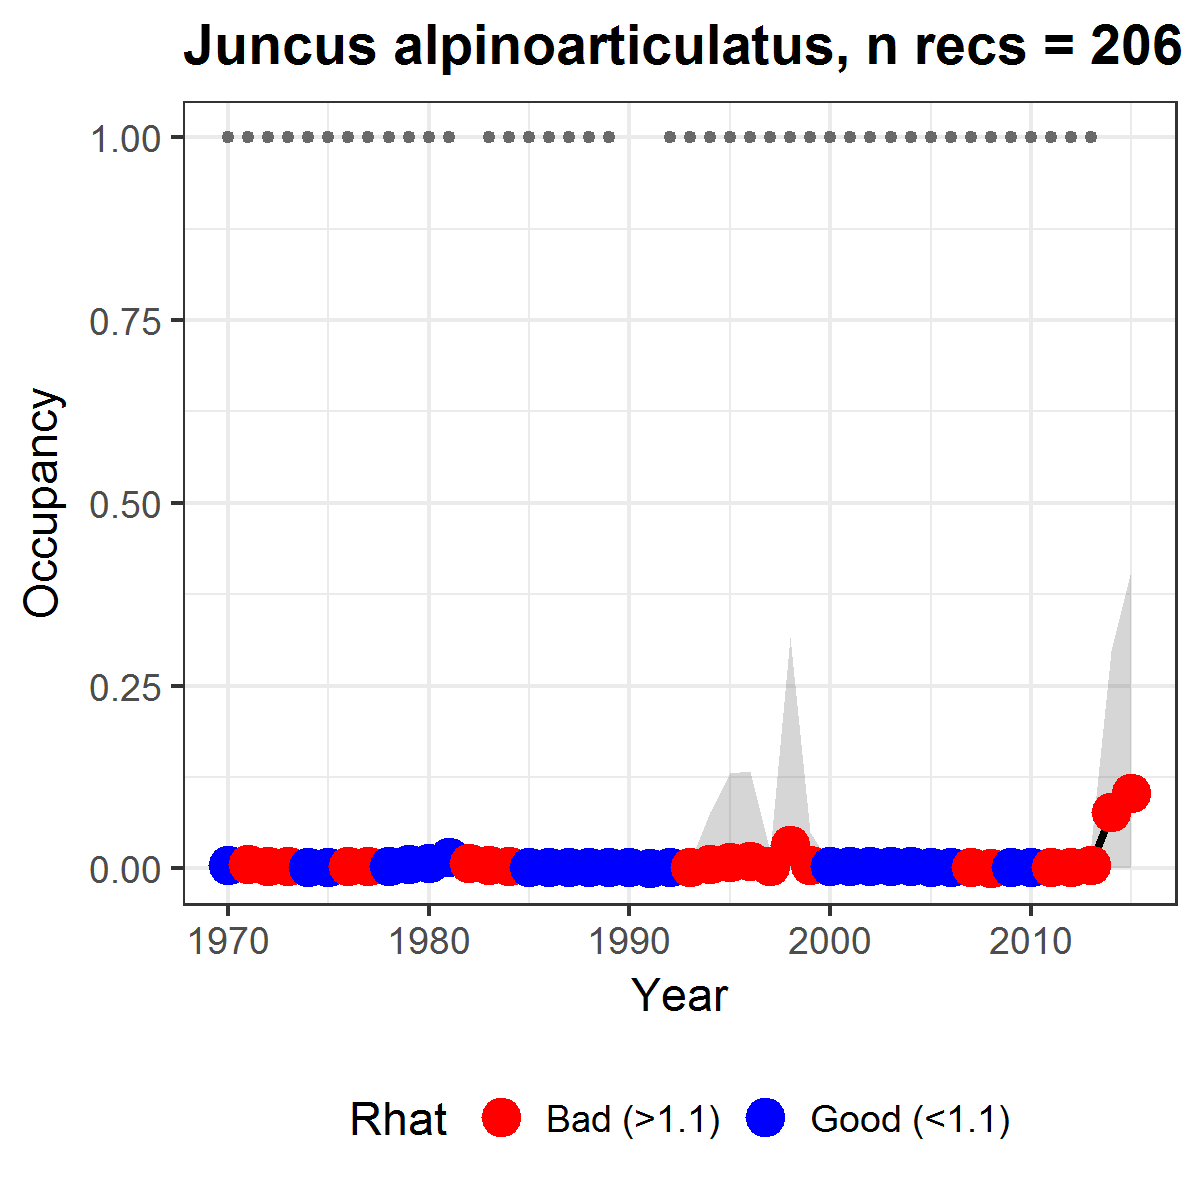 Juncus alpinoarticulatus, n recs = 206
1.00
0.75
0.50
0.25
0.00
Occupancy
1970 1980 1990 2000 2010
Year
Rhat Bad (>1.1) Good (<1.1)